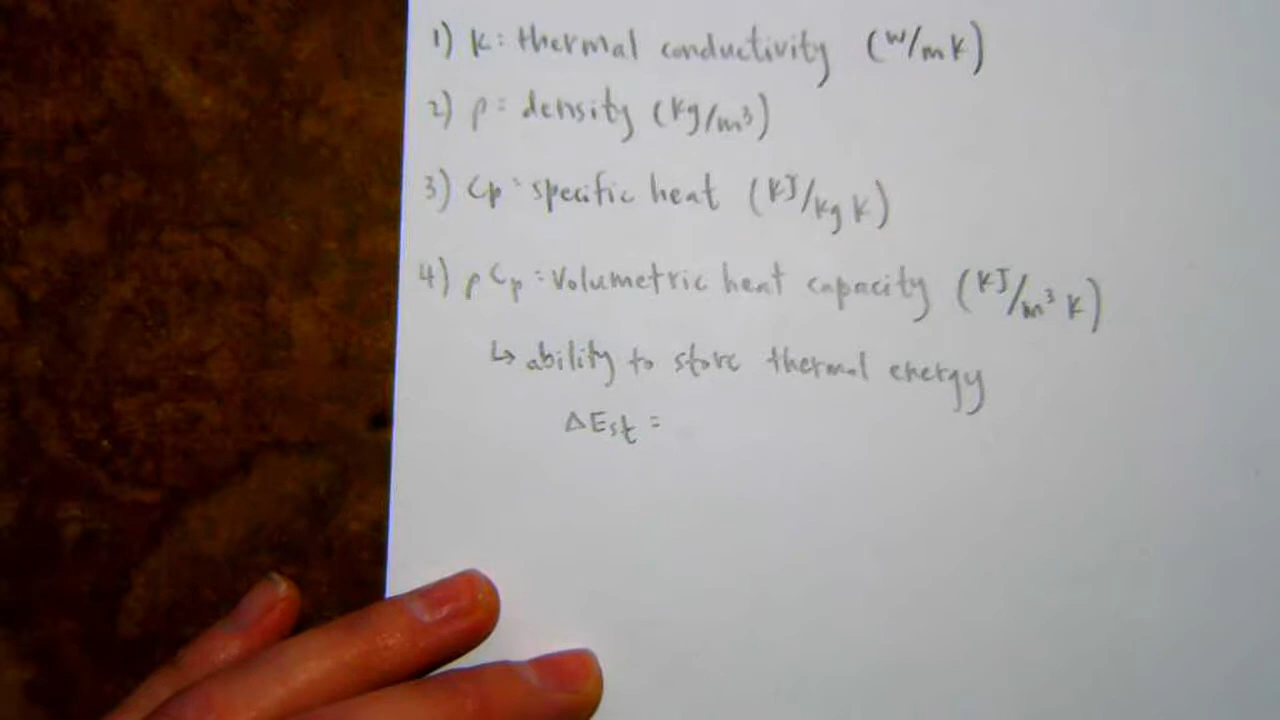 1) k: thermal conductivity (W/mK)
2) ρ: density (kg/m³)
3) Cp: specific heat (kJ/kg K)
4) ρCp: Volumetric heat capacity (kJ/m³ K)
↳ ability to store thermal energy
ΔEst =